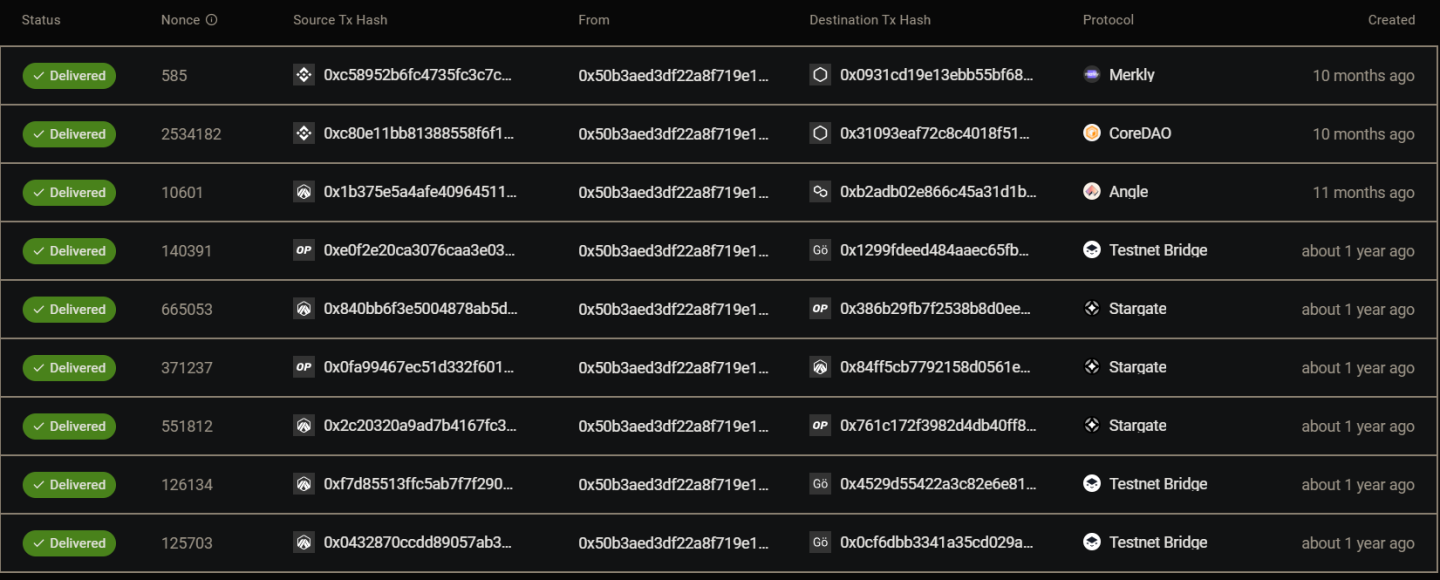 Status Nonce Source Tx Hash From Destination Tx Hash Protocol Created
Delivered 585 0xc58952b6fc4735fc3c7c... 0x50b3aed3df22a8f719e1... 0x0931cd19e13ebb55bf68... Merkly 10 months ago
Delivered 2534182 0xc80e11bb81388558f6f1... 0x50b3aed3df22a8f719e1... 0x31093eaf72c8c4018f51... CoreDAO 10 months ago
Delivered 10601 0x1b375e5a4afe40964511... 0x50b3aed3df22a8f719e1... 0xb2adb02e866c45a31d1b... Angle 11 months ago
Delivered 140391 OP 0xe0f2e20ca3076caa3e03... 0x50b3aed3df22a8f719e1... Gö 0x1299fdeed484aaec65fb... Testnet Bridge about 1 year ago
Delivered 665053 0x840bb6f3e5004878ab5d... 0x50b3aed3df22a8f719e1... OP 0x386b29fb7f2538b8d0ee... Stargate about 1 year ago
Delivered 371237 OP 0x0fa99467ec51d332f601... 0x50b3aed3df22a8f719e1... 0x84ff5cb7792158d0561e... Stargate about 1 year ago
Delivered 551812 0x2c20320a9ad7b4167fc3... 0x50b3aed3df22a8f719e1... OP 0x761c172f3982d4db40ff8... Stargate about 1 year ago
Delivered 126134 0xf7d85513ffc5ab7f7f290... 0x50b3aed3df22a8f719e1... Gö 0x4529d55422a3c82e6e81... Testnet Bridge about 1 year ago
Delivered 125703 0x0432870ccdd89057ab3... 0x50b3aed3df22a8f719e1... Gö 0x0cf6dbb3341a35cd029a... Testnet Bridge about 1 year ago